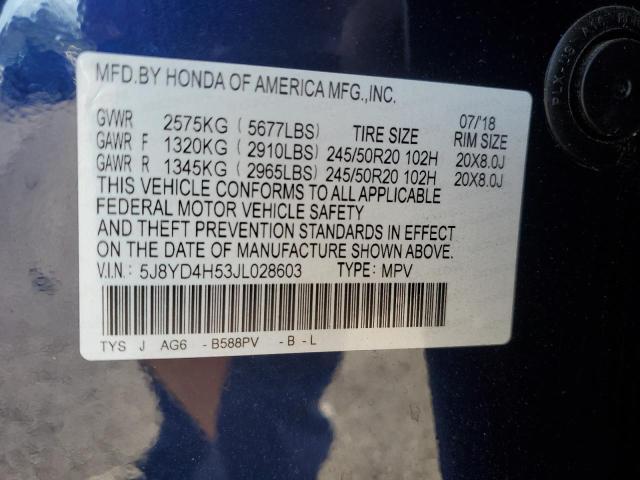 MFD.BY HONDA OF AMERICA MFG.,INC.
07/'18
GVWR 2575KG (5677LBS) TIRE SIZE RIM SIZE
GAWR F 1320KG (2910LBS) 245/50R20 102H 20X8.0J
GAWR R 1345KG (2965LBS) 245/50R20 102H 20X8.0J
THIS VEHICLE CONFORMS TO ALL APPLICABLE
FEDERAL MOTOR VEHICLE SAFETY
AND THEFT PREVENTION STANDARDS IN EFFECT
ON THE DATE OF MANUFACTURE SHOWN ABOVE.
V.I.N: 5J8YD4H53JL028603 TYPE: MPV
TYS J AG6 -B588PV -B-L